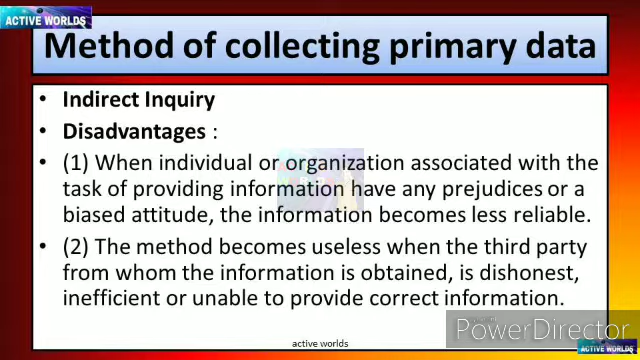 ACTIVE WORLDS
Method of collecting primary data
• Indirect Inquiry
• Disadvantages :
• (1) When individual or organization associated with the
task of providing information have any prejudices or a
biased attitude, the information becomes less reliable.
• (2) The method becomes useless when the third party
from whom the information is obtained, is dishonest,
inefficient or unable to provide correct information.
PowerDirector
active worlds
ACTIVE WORLDS